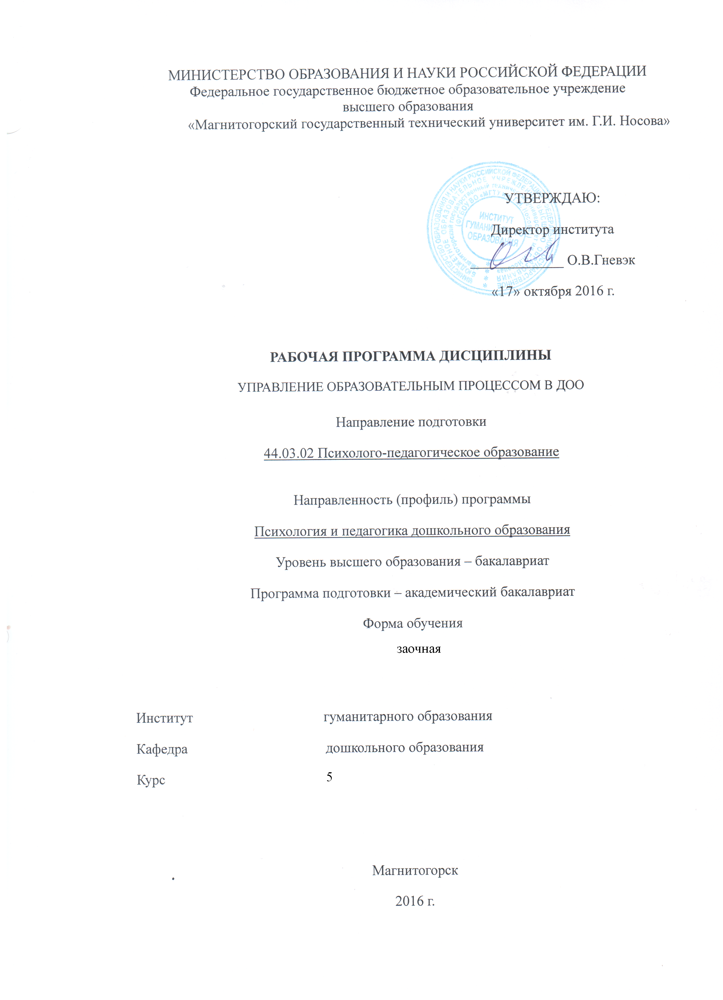 МИНИСТЕРСТВО ОБРАЗОВАНИЯ И НАУКИ РОССИЙСКОЙ ФЕДЕРАЦИИ
Федеральное государственное бюджетное образовательное учреждение
высшего образования
«Магнитогорский государственный технический университет им. Г.И. Носова»
УТВЕРЖДАЮ:
Директор института
О.В.Гневэк
«17» октября 2016 г.
ИНСТИТУТ
ОБРАЗОВАНИЯ
РАБОЧАЯ ПРОГРАММА ДИСЦИПЛИНЫ
УПРАВЛЕНИЕ ОБРАЗОВАТЕЛЬНЫМ ПРОЦЕССОМ В ДОО
Направление подготовки
44.03.02 Психолого-педагогическое образование
Направленность (профиль) программы
Психология и педагогика дошкольного образования
Уровень высшего образования – бакалавриат
Программа подготовки – академический бакалавриат
Форма обучения
заочная
Институт гуманитарного образования
Кафедра дошкольного образования
Курс 5
Магнитогорск
2016 г.